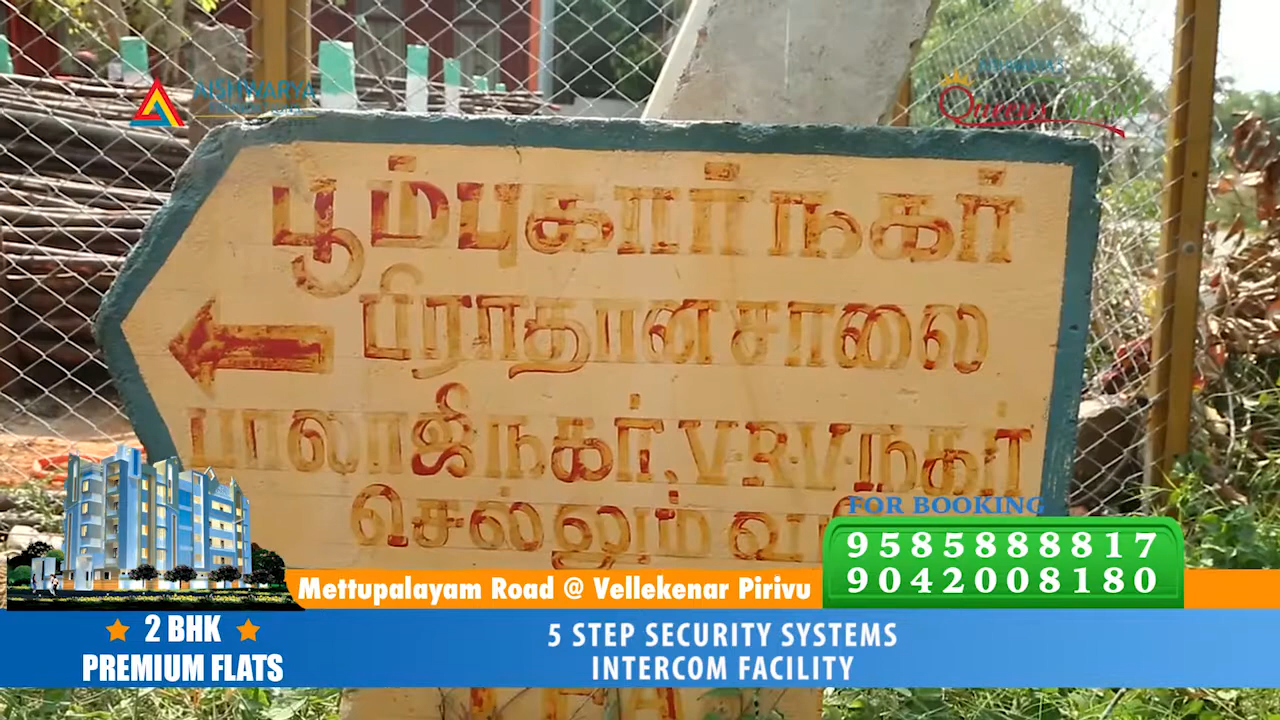 AISHWARYA
Queens
பூம்புகார் நகர்
பிரதான சாலை
பாலாஜி நகர், V.R.V. நகர்
செல்லும்
FOR BOOKING
9585888817
9042008180
Mettupalayam Road @ Vellekenar Pirivu
2 BHK
PREMIUM FLATS
5 STEP SECURITY SYSTEMS
INTERCOM FACILITY